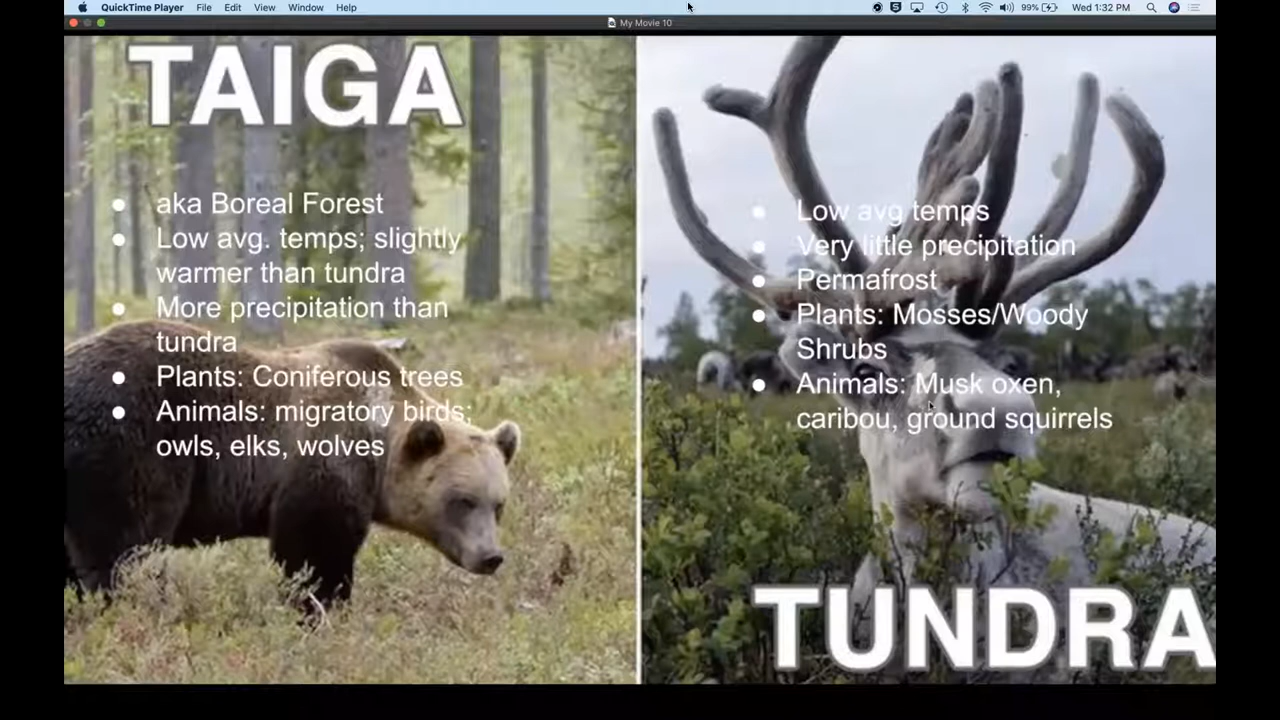 QuickTime Player File Edit View Window Help 99% Wed 1:32 PM
My Movie 10
TAIGA
aka Boreal Forest
Low avg. temps; slightly
warmer than tundra
More precipitation than
tundra
Plants: Coniferous trees
Animals: migratory birds;
owls, elks, wolves
Low avg temps
Very little precipitation
Permafrost
Plants: Mosses/Woody
Shrubs
Animals: Musk oxen,
caribou, ground squirrels
TUNDRA